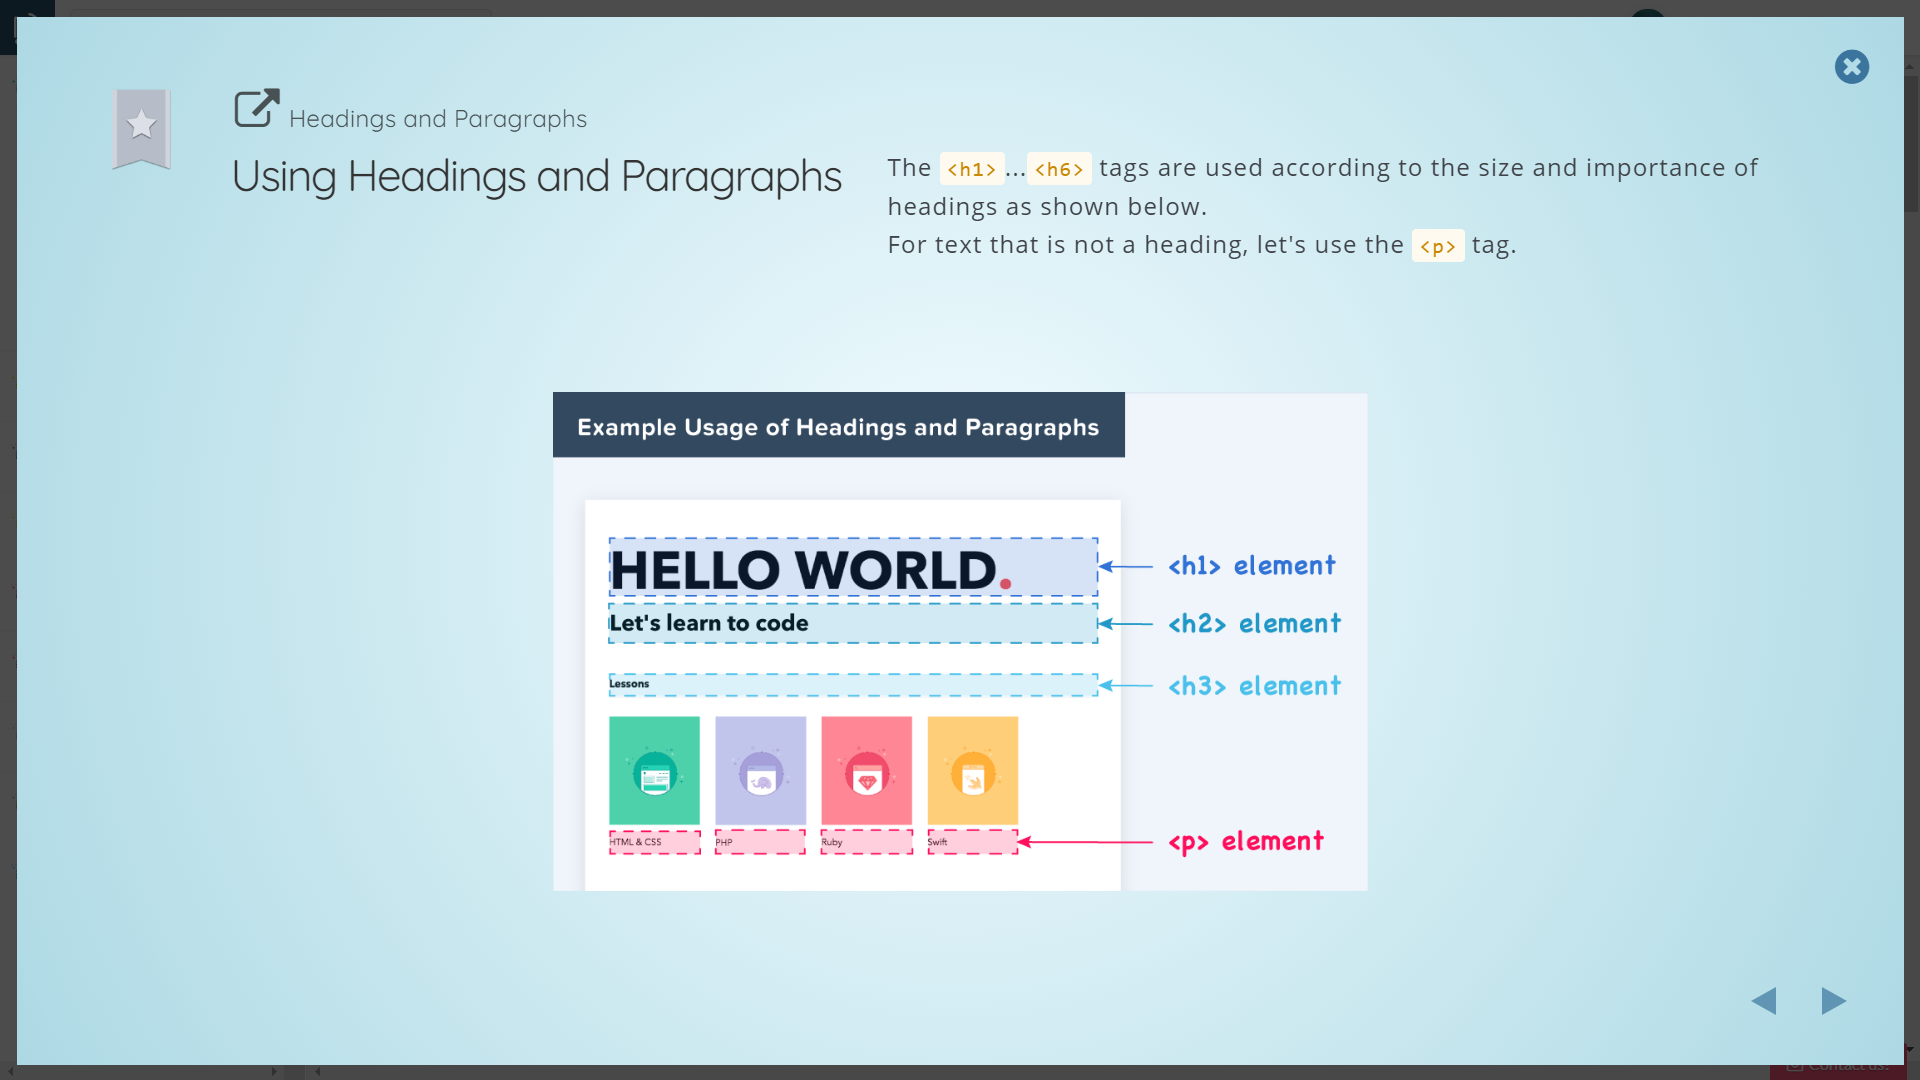 Headings and Paragraphs
Using Headings and Paragraphs
The <h1>...<h6> tags are used according to the size and importance of
headings as shown below.
For text that is not a heading, let's use the <p> tag.
Example Usage of Headings and Paragraphs
HELLO WORLD.
<h1> element
Let's learn to code
<h2> element
Lessons
<h3> element
HTML & CSS
PHP
Ruby
Swift
<p> element
Contact us!